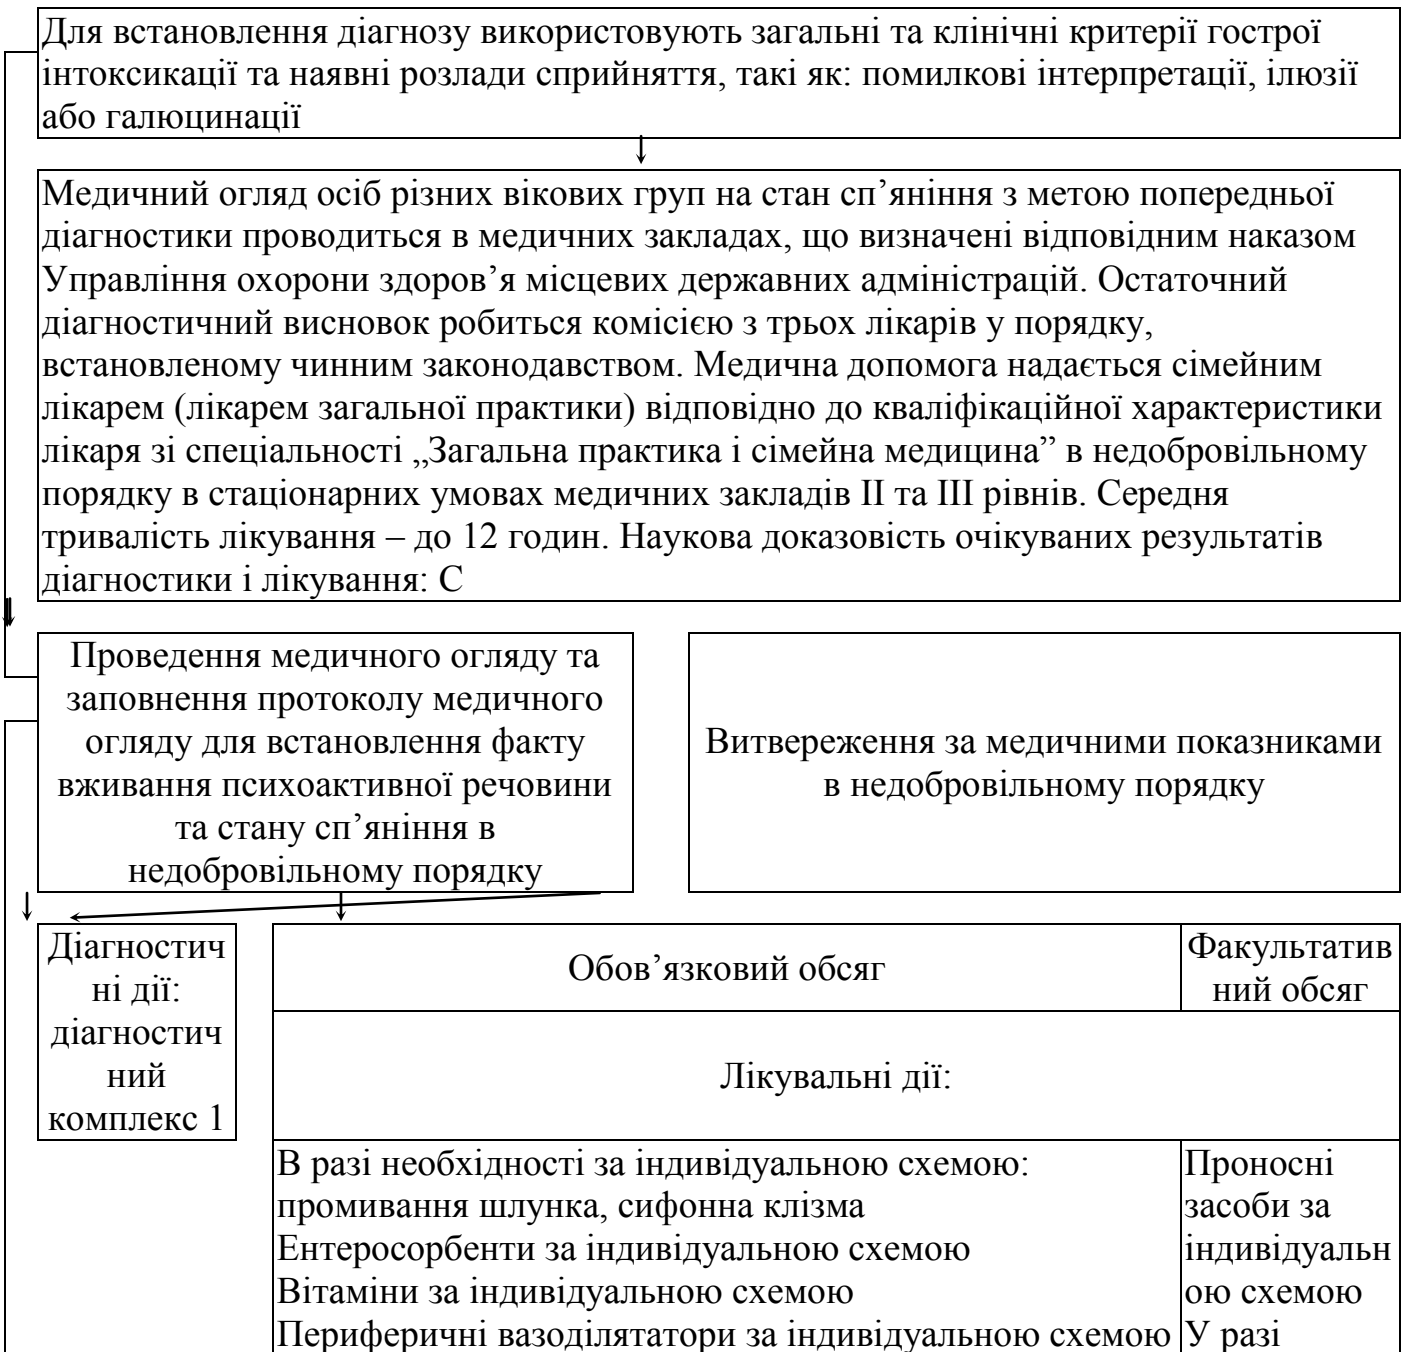 Для встановлення діагнозу використовують загальні та клінічні критерії гострої
інтоксикації та наявні розлади сприйняття, такі як: помилкові інтерпретації, ілюзії
або галюцинації
Медичний огляд осіб різних вікових груп на стан сп’яніння з метою попередньої
діагностики проводиться в медичних закладах, що визначені відповідним наказом
Управління охорони здоров’я місцевих державних адміністрацій. Остаточний
діагностичний висновок робиться комісією з трьох лікарів у порядку,
встановленому чинним законодавством. Медична допомога надається сімейним
лікарем (лікарем загальної практики) відповідно до кваліфікаційної характеристики
лікаря зі спеціальності „Загальна практика і сімейна медицина” в недобровільному
порядку в стаціонарних умовах медичних закладів II та III рівнів. Середня
тривалість лікування – до 12 годин. Наукова доказовість очікуваних результатів
діагностики і лікування: С
Проведення медичного огляду та
заповнення протоколу медичного
огляду для встановлення факту
вживання психоактивної речовини
та стану сп’яніння в
недобровільному порядку
Витвереження за медичними показниками
в недобровільному порядку
Діагностич
ні дії:
діагностич
ний
комплекс 1
Обов’язковий обсяг
Факультатив
ний обсяг
Лікувальні дії:
В разі необхідності за індивідуальною схемою:
промивання шлунка, сифонна клізма
Ентеросорбенти за індивідуальною схемою
Вітаміни за індивідуальною схемою
Периферичні вазоділятатори за індивідуальною схемою
Проносні
засоби за
індивідуальн
ою схемою
У разі